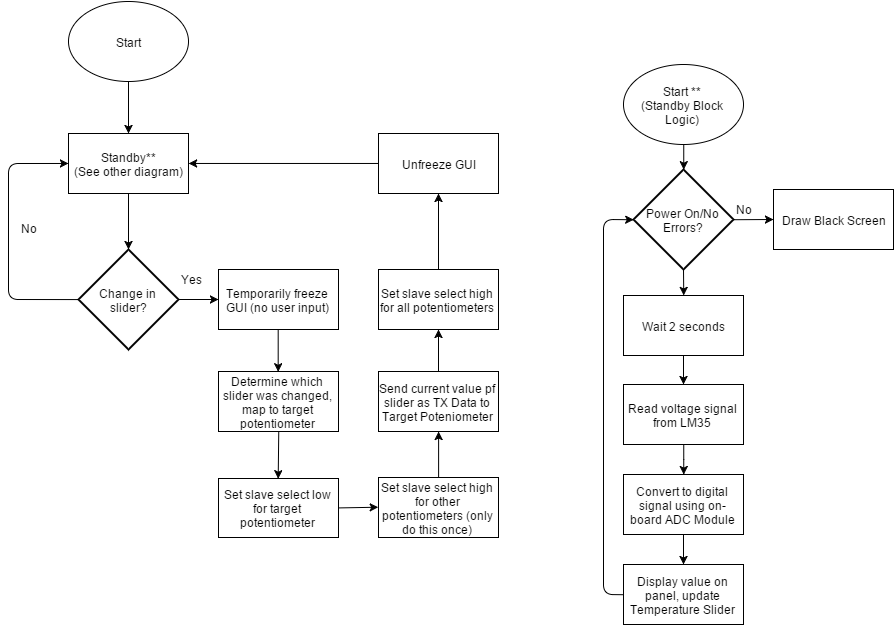 Start
Standby**
(See other diagram)
No
Change in
slider?
Yes
Temporarily freeze
GUI (no user input)
Determine which
slider was changed,
map to target
potentiometer
Set slave select low
for target
potentiometer
Set slave select high
for other
potentiometers (only
do this once)
Send current value pf
slider as TX Data to
Target Poteniometer
Set slave select high
for all potentiometers
Unfreeze GUI
Start **
(Standby Block
Logic)
Power On/No
Errors?
No
Draw Black Screen
Wait 2 seconds
Read voltage signal
from LM35
Convert to digital
signal using on-
board ADC Module
Display value on
panel, update
Temperature Slider